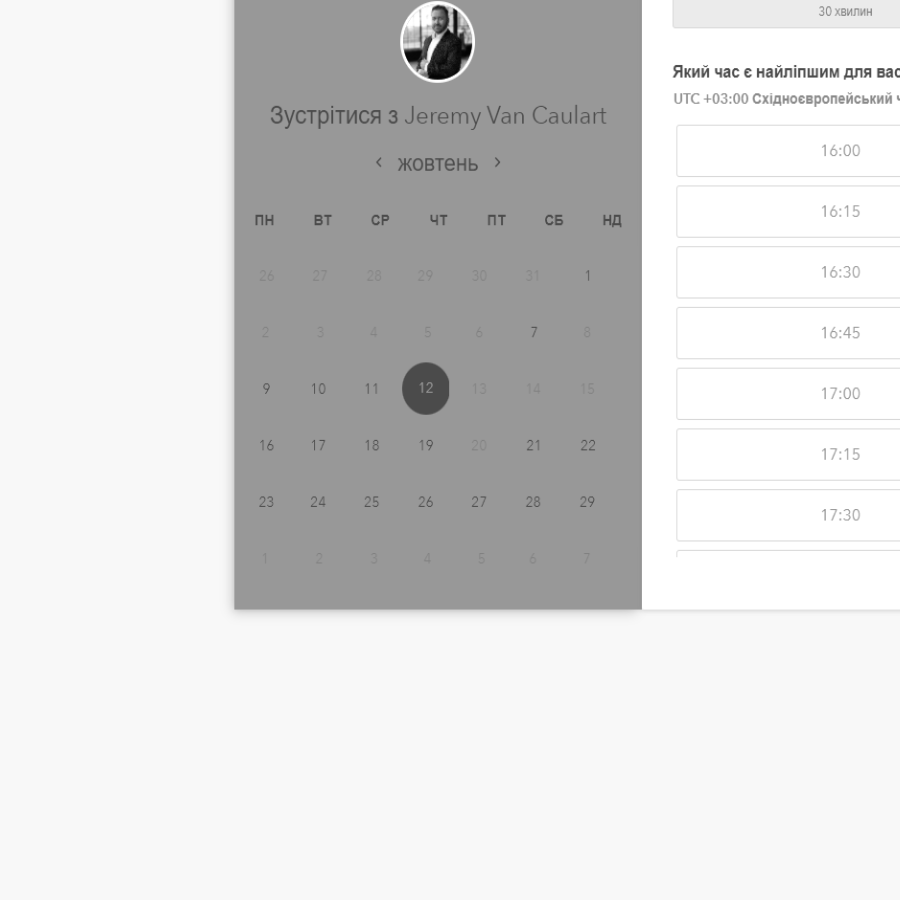 Зустрітися з Jeremy Van Caulart
‹ жовтень ›
ПН ВТ СР ЧТ ПТ СБ НД
26 27 28 29 30 31 1
2 3 4 5 6 7 8
9 10 11 12 13 14 15
16 17 18 19 20 21 22
23 24 25 26 27 28 29
1 2 3 4 5 6 7
30 хвилин
Який час є найліпшим для вас
UTC +03:00 Східноєвропейський
16:00
16:15
16:30
16:45
17:00
17:15
17:30